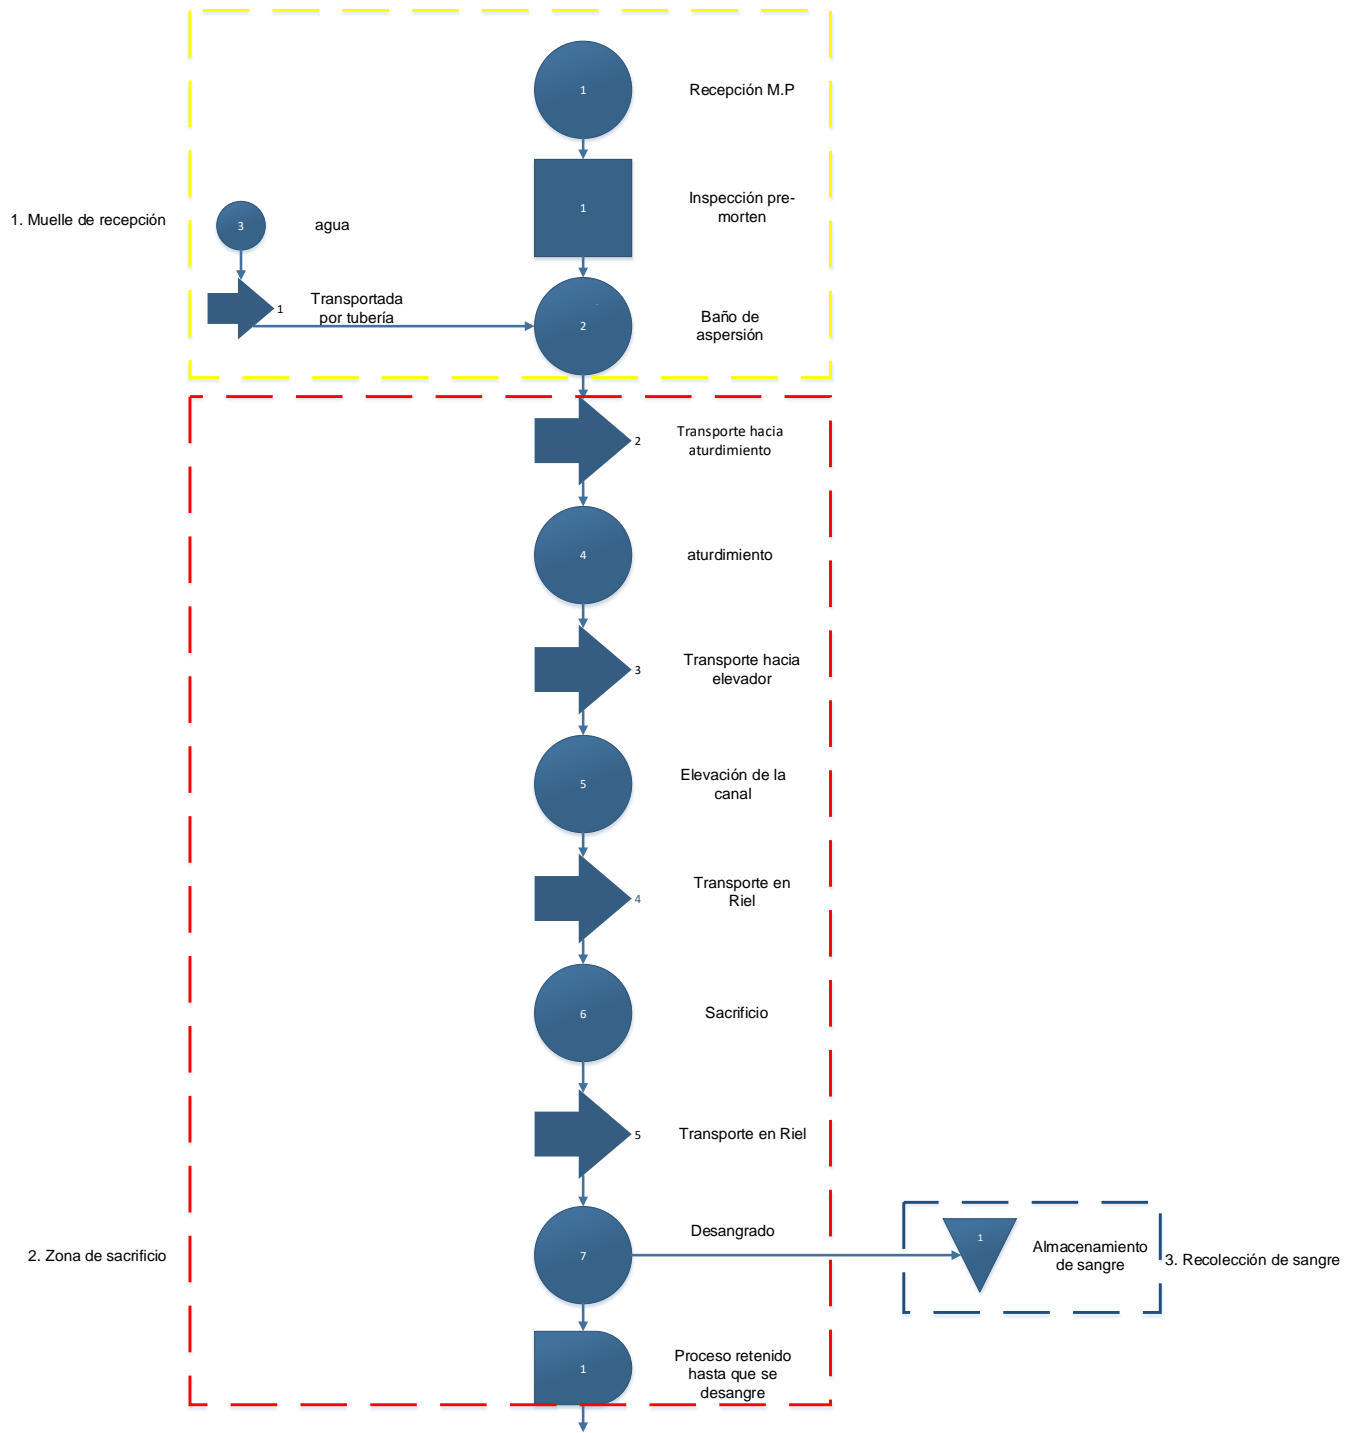 1
Recepción M.P
1
Inspección pre-
morten
1. Muelle de recepción
3
agua
1
Transportada
por tubería
2
Baño de
aspersión
2
Transporte hacia
aturdimiento
4
aturdimiento
3
Transporte hacia
elevador
5
Elevación de la
canal
4
Transporte en
Riel
6
Sacrificio
5
Transporte en Riel
2. Zona de sacrificio
7
Desangrado
1
Almacenamiento
de sangre
3. Recolección de sangre
1
Proceso retenido
hasta que se
desangre